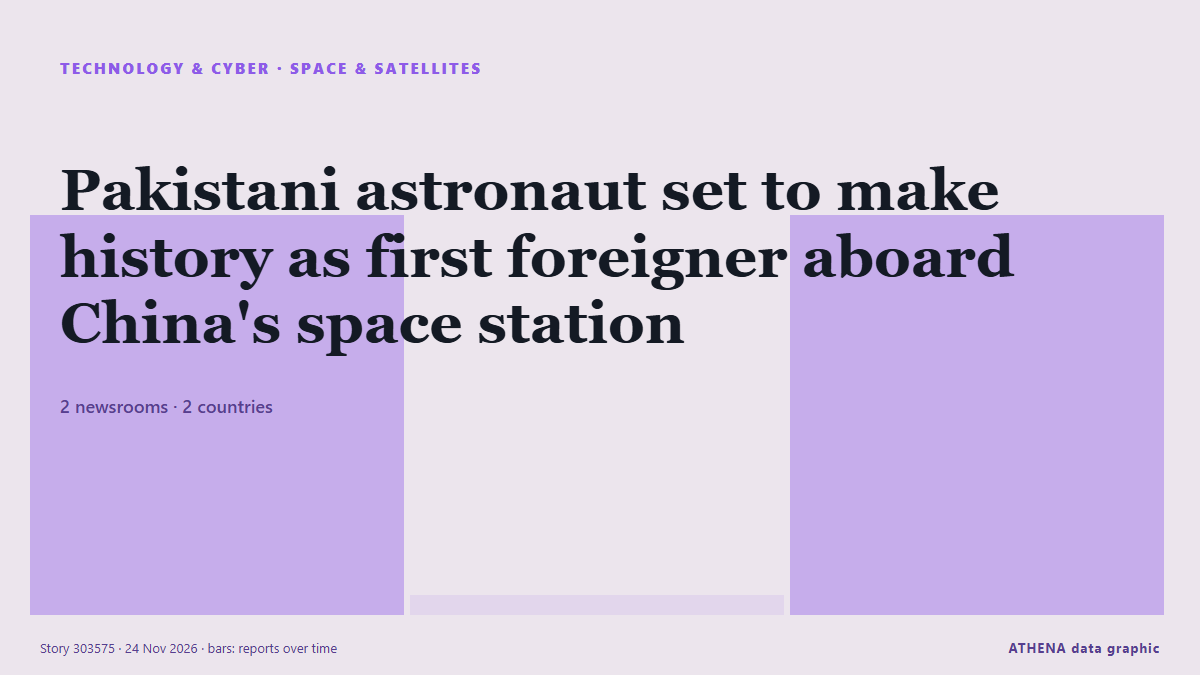 TECHNOLOGY & CYBER · SPACE & SATELLITES
Pakistani astronaut set to make
history as first foreigner aboard
China's space station
2 newsrooms · 2 countries
Story 303575 · 24 Nov 2026 · bars: reports over time
ATHENA data graphic